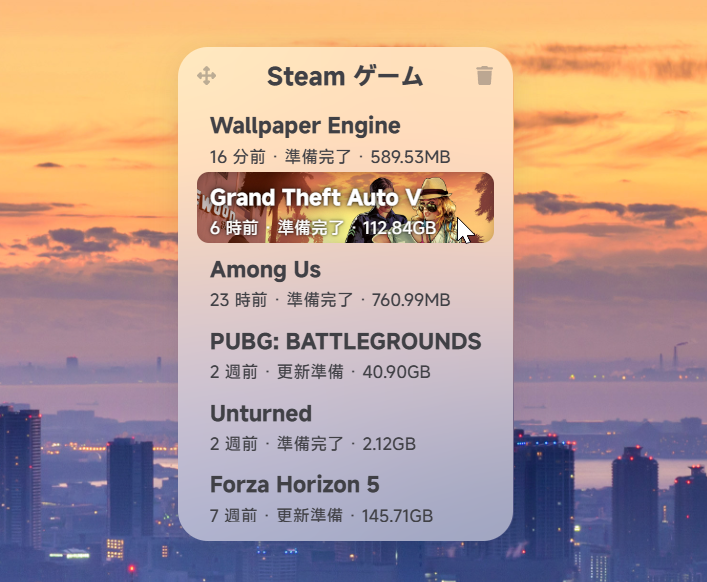 Steam ゲーム
Wallpaper Engine
16 分前 · 準備完了 · 589.53MB
Grand Theft Auto V
6 時前 · 準備完了 · 112.84GB
Among Us
23 時前 · 準備完了 · 760.99MB
PUBG: BATTLEGROUNDS
2 週前 · 更新準備 · 40.90GB
Unturned
2 週前 · 準備完了 · 2.12GB
Forza Horizon 5
7 週前 · 更新準備 · 145.71GB